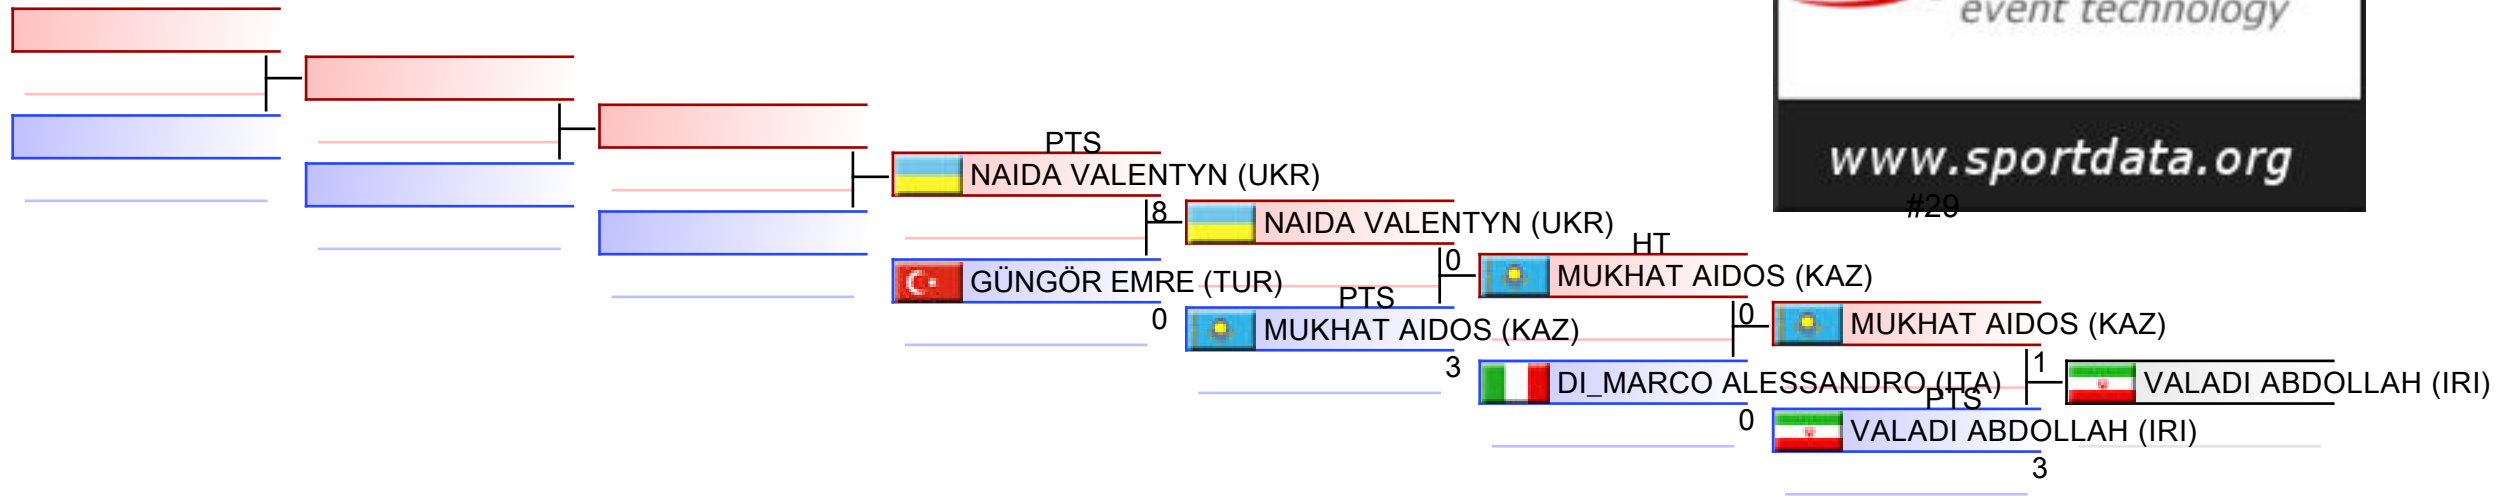 event technology
www.sportdata.org
#29
PTS
NAIDA VALENTYN (UKR)
8
NAIDA VALENTYN (UKR)
HT
0
MUKHAT AIDOS (KAZ)
GÜNGÖR EMRE (TUR)
PTS
0
MUKHAT AIDOS (KAZ)
0
MUKHAT AIDOS (KAZ)
3
DI_MARCO ALESSANDRO (ITA)
1
VALADI ABDOLLAH (IRI)
PTS
0
VALADI ABDOLLAH (IRI)
3